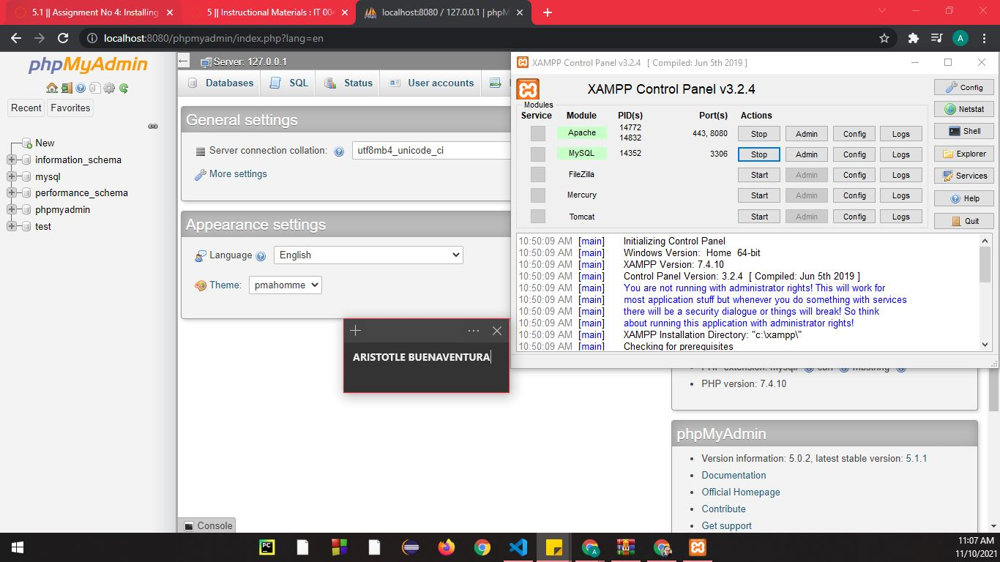 5.1 || Assignment No 4: Installing
5 || Instructional Materials : IT 004
localhost:8080 / 127.0.0.1 | phpM
localhost:8080/phpmyadmin/index.php?lang=en
A
phpMyAdmin
Recent
Favorites
New
information_schema
mysql
performance_schema
phpmyadmin
test
Server: 127.0.0.1
Databases
SQL
Status
User accounts
General settings
Server connection collation:
utf8mb4_unicode_ci
More settings
Appearance settings
Language
English
Theme:
pmahomme
ARISTOTLE BUENAVENTURA
XAMPP Control Panel v3.2.4 [ Compiled: Jun 5th 2019 ]
XAMPP Control Panel v3.2.4
Modules
Service Module PID(s) Port(s) Actions
Apache 14772 14832 443, 8080 Stop Admin Config Logs
MySQL 14352 3306 Stop Admin Config Logs
FileZilla Start Admin Config Logs
Mercury Start Admin Config Logs
Tomcat Start Admin Config Logs
Config
Netstat
Shell
Explorer
Services
Help
Quit
10:50:09 AM [main] Initializing Control Panel
10:50:09 AM [main] Windows Version: Home 64-bit
10:50:09 AM [main] XAMPP Version: 7.4.10
10:50:09 AM [main] Control Panel Version: 3.2.4 [ Compiled: Jun 5th 2019 ]
10:50:09 AM [main] You are not running with administrator rights! This will work for
10:50:09 AM [main] most application stuff but whenever you do something with services
10:50:09 AM [main] there will be a security dialogue or things will break! So think
10:50:09 AM [main] about running this application with administrator rights!
10:50:09 AM [main] XAMPP Installation Directory: "c:\xampp\"
10:50:09 AM [main] Checking for prerequisites
PHP extension: mysqli curl mbstring
PHP version: 7.4.10
phpMyAdmin
Version information: 5.0.2, latest stable version: 5.1.1
Documentation
Official Homepage
Contribute
Get support
Console
PC
A
11:07 AM
11/10/2021